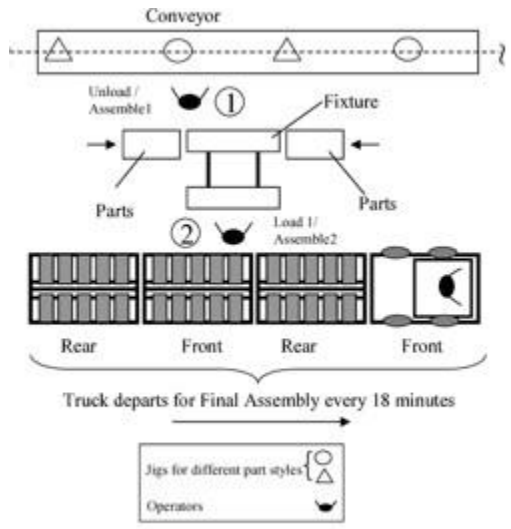 Conveyor
Unload /
Assemble1
1
Fixture
Parts
Parts
2
Load 1/
Assemble2
Rear
Front
Rear
Front
Truck departs for Final Assembly every 18 minutes
Jigs for different part styles
Operators